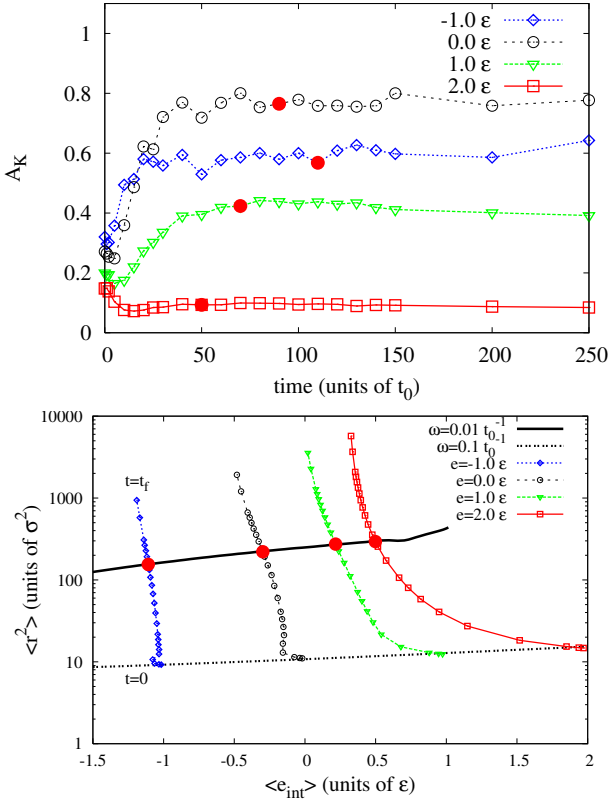 1
0.8
0.6
0.4
0.2
0
A_K
-1.0 ε
0.0 ε
1.0 ε
2.0 ε
0 50 100 150 200 250
time (units of t_0)
10000
1000
100
10
1
<r^2> (units of σ^2)
ω=0.01 t_0^-1
ω=0.1 t_0^-1
e=-1.0 ε
e=0.0 ε
e=1.0 ε
e=2.0 ε
t=t_f
t=0
-1.5 -1 -0.5 0 0.5 1 1.5 2
<e_int> (units of ε)